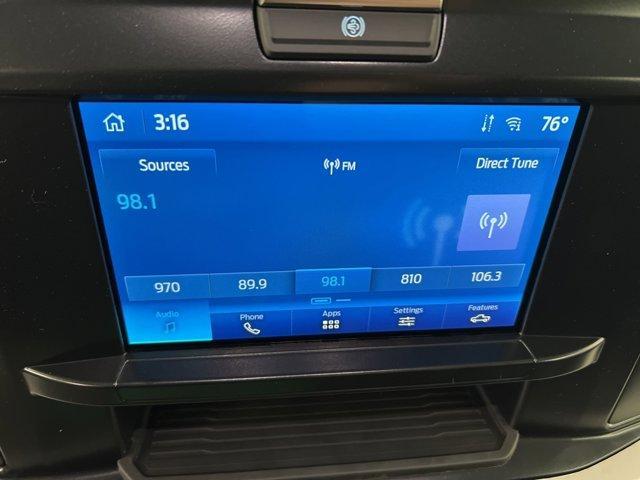 3:16 76°
Sources FM Direct Tune
98.1
970 89.9 98.1 810 106.3
Audio Phone Apps Settings Features